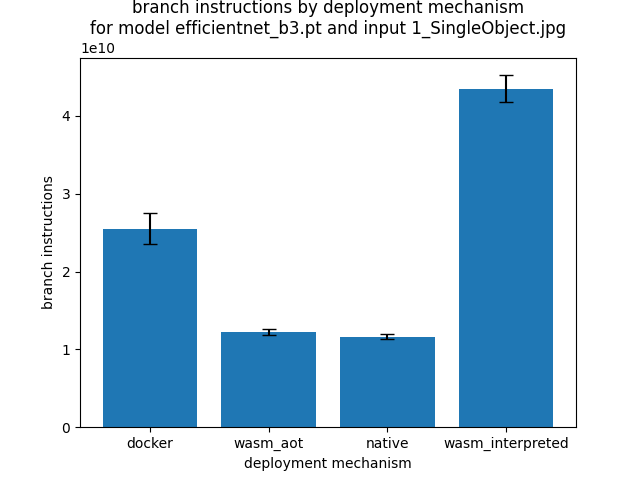 branch instructions by deployment mechanism
for model efficientnet_b3.pt and input 1_SingleObject.jpg
1e10
4
3
2
1
0
branch instructions
docker
wasm_aot
native
wasm_interpreted
deployment mechanism